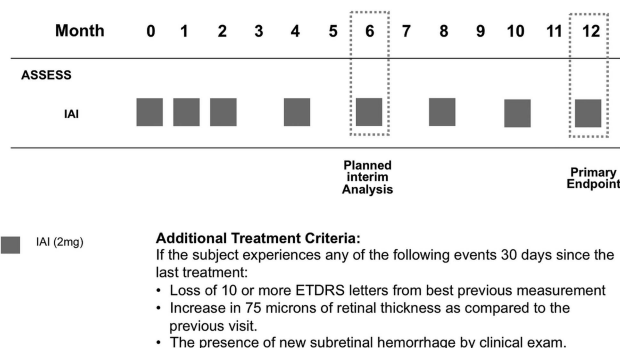 Month 0 1 2 3 4 5 6 7 8 9 10 11 12
ASSESS
IAI
Planned
interim
Analysis
Primary
Endpoint
IAI (2mg)
Additional Treatment Criteria:
If the subject experiences any of the following events 30 days since the
last treatment:
• Loss of 10 or more ETDRS letters from best previous measurement
• Increase in 75 microns of retinal thickness as compared to the
previous visit.
• The presence of new subretinal hemorrhage by clinical exam.